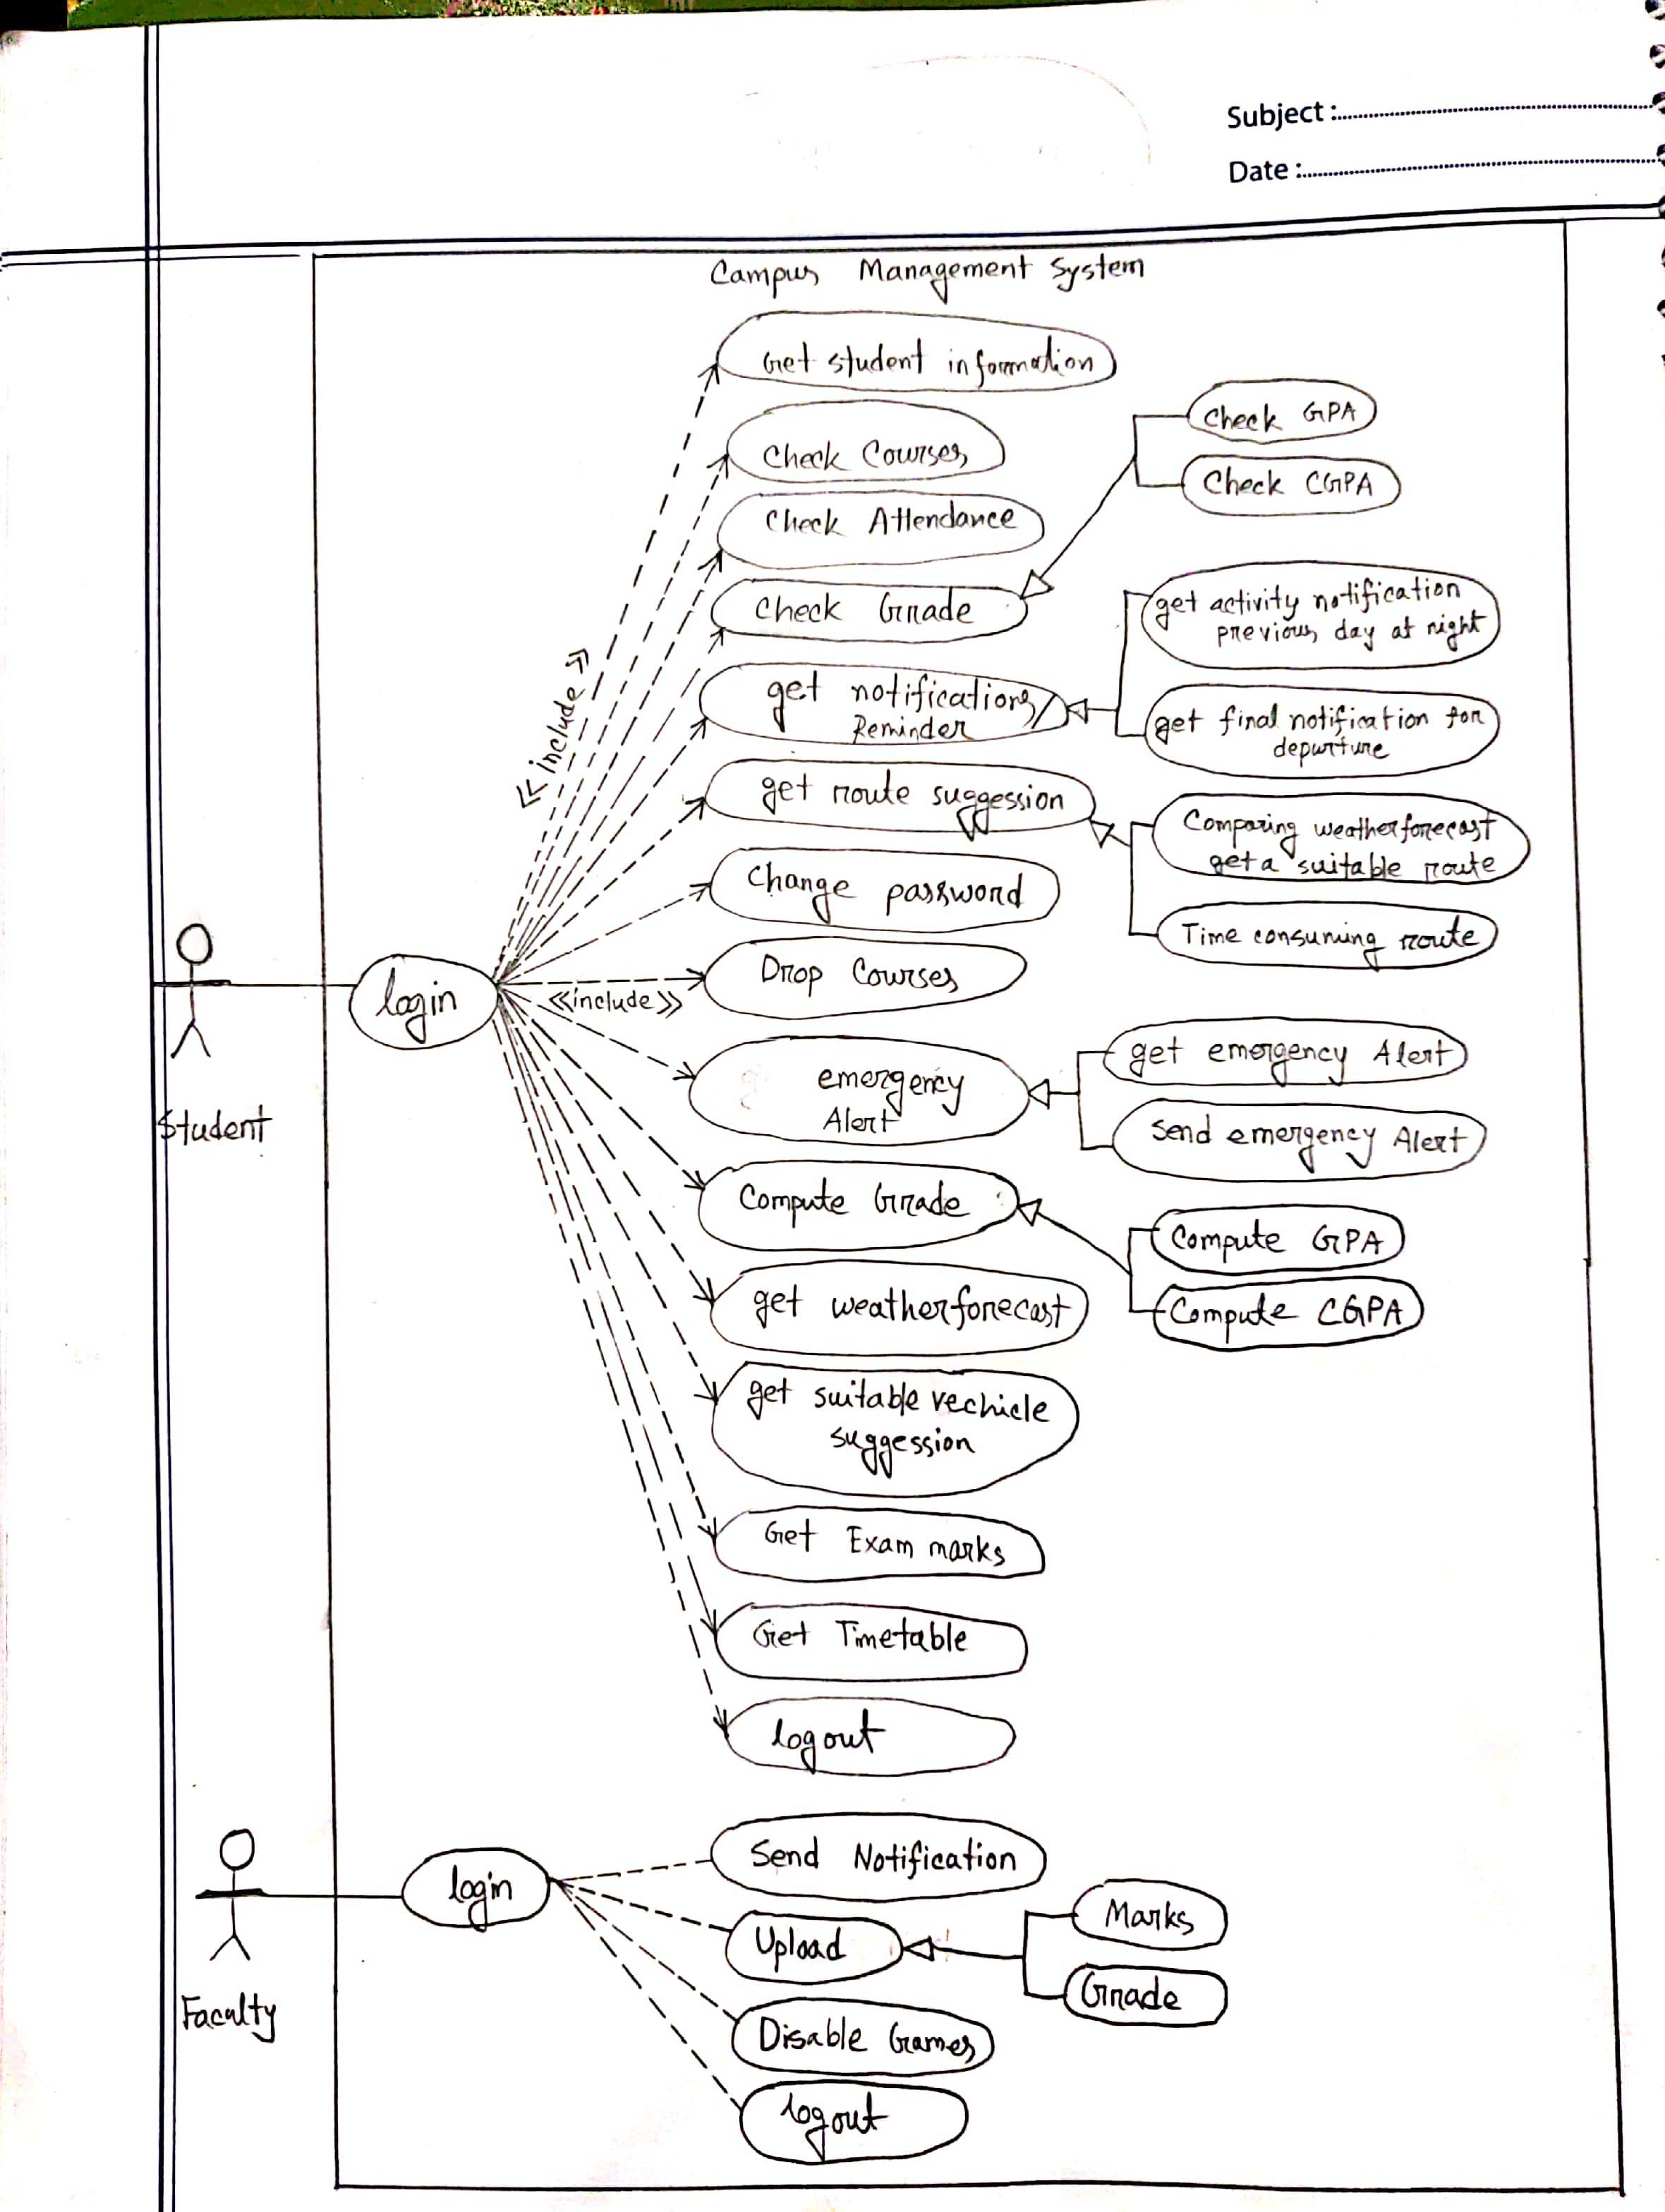 Subject :
Date :
Campus Management System
Get student information
Check Courses
Check Attendance
Check Grade
Check GPA
Check CGPA
get notifications/
Reminder
get activity notification
previous day at night
get final notification for
departure
get route suggession
Comparing weatherforecast
get a suitable route
Time consuming route
Change password
Drop Courses
<<include>>
<<include>>
login
Student
emergency
Alert
get emergency Alert
Send emergency Alert
Compute Grade
Compute GPA
Compute CGPA
get weatherforecast
get suitable vechicle
suggession
Get Exam marks
Get Timetable
logout
Faculty
login
Send Notification
Upload
Marks
Grade
Disable Games
logout